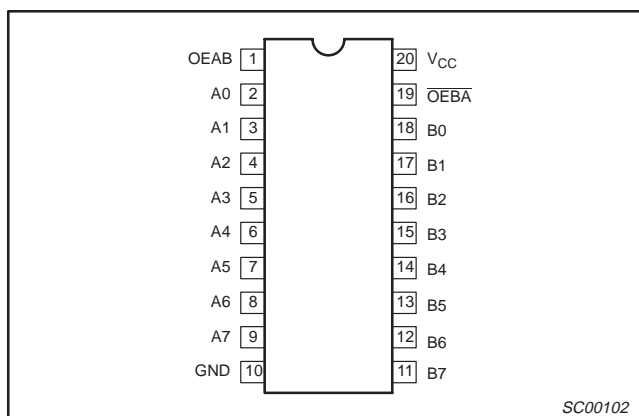 OEAB 1 20 VCC
A0 2 19 OEBA
A1 3 18 B0
A2 4 17 B1
A3 5 16 B2
A4 6 15 B3
A5 7 14 B4
A6 8 13 B5
A7 9 12 B6
GND 10 11 B7
SC00102